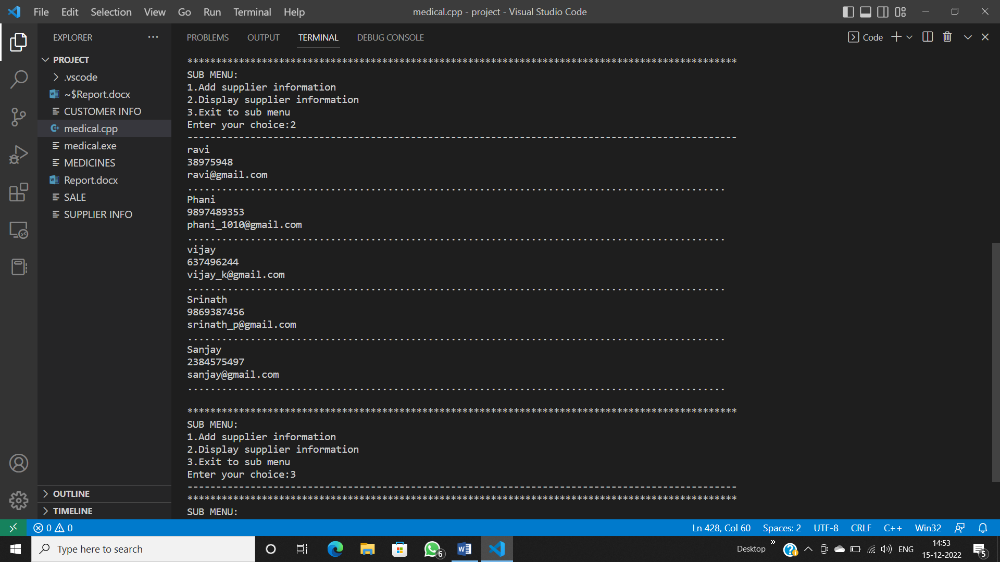 File Edit Selection View Go Run Terminal Help medical.cpp - project - Visual Studio Code
EXPLORER ··· PROBLEMS OUTPUT TERMINAL DEBUG CONSOLE Code
PROJECT
.vscode
~$Report.docx
CUSTOMER INFO
medical.cpp
medical.exe
MEDICINES
Report.docx
SALE
SUPPLIER INFO
OUTLINE
TIMELINE
************************************************************************************************
SUB MENU:
1.Add supplier information
2.Display supplier information
3.Exit to sub menu
Enter your choice:2
------------------------------------------------------------------------------------------------
ravi
38975948
ravi@gmail.com
..............................................................................................
Phani
9897489353
phani_1010@gmail.com
..............................................................................................
vijay
637496244
vijay_k@gmail.com
..............................................................................................
Srinath
9869387456
srinath_p@gmail.com
..............................................................................................
Sanjay
2384575497
sanjay@gmail.com
..............................................................................................
************************************************************************************************
SUB MENU:
1.Add supplier information
2.Display supplier information
3.Exit to sub menu
Enter your choice:3
------------------------------------------------------------------------------------------------
************************************************************************************************
SUB MENU:
0 0 Ln 428, Col 60 Spaces: 2 UTF-8 CRLF C++ Win32
Type here to search 6 Desktop » ENG 14:53
15-12-2022 5